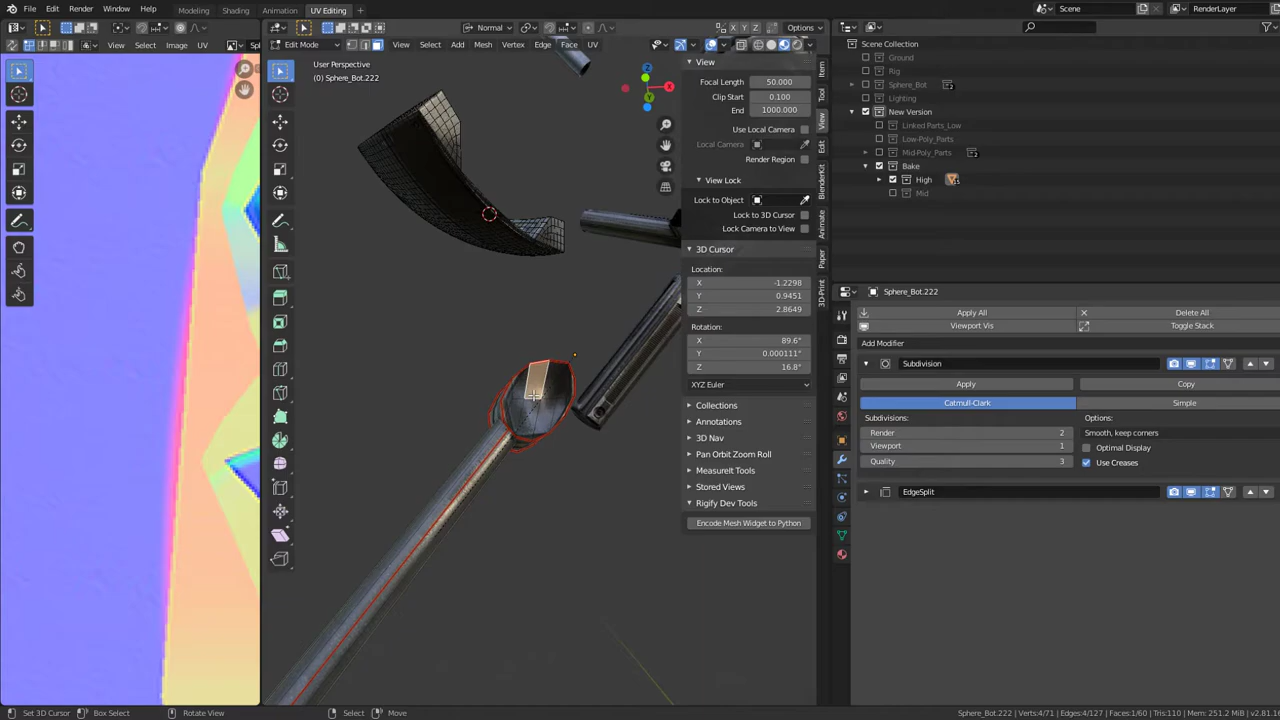 File Edit Render Window Help Modeling Shading Animation UV Editing + Scene RenderLayer
Normal Options
View Select Image UV Edit Mode View Select Add Mesh Vertex Edge Face UV
User Perspective
(0) Sphere_Bot.222
View
Focal Length 50.000
Clip Start 0.100
End 1000.000
Use Local Camera
Local Camera
Render Region
View Lock
Lock to Object
Lock to 3D Cursor
Lock Camera to View
3D Cursor
Location:
X -1.2298
Y 0.9451
Z 2.8649
Rotation:
X 89.6°
Y 0.000111°
Z 16.8°
XYZ Euler
Collections
Annotations
3D Nav
Pan Orbit Zoom Roll
MeasureIt Tools
Stored Views
Rigify Dev Tools
Encode Mesh Widget to Python
Item
Tool
View
Edit
BlenderKit
Animate
Paper
3D-Print
Scene Collection
Ground
Rig
Sphere_Bot 2
Lighting
New Version
Linked Parts_Low
Low-Poly_Parts
Mid-Poly_Parts 2
Bake
High 15
Mid
Sphere_Bot.222
Apply All Delete All
Viewport Vis Toggle Stack
Add Modifier
Subdivision
Apply Copy
Catmull-Clark Simple
Subdivisions: Options:
Render 2 Smooth, keep corners
Viewport 1 Optimal Display
Quality 3 Use Creases
EdgeSplit
Set 3D Cursor Box Select Rotate View Select Move Sphere_Bot.222 | Verts:4/71 | Edges:4/127 | Faces:1/60 | Tris:110 | Mem: 251.2 MiB | v2.81.1